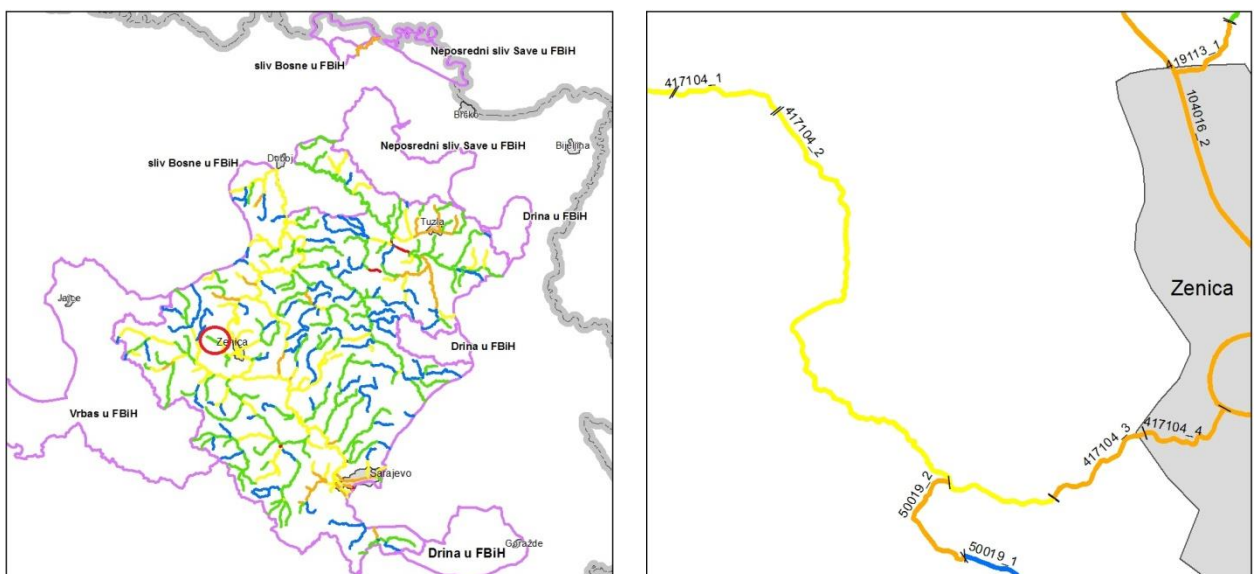 Neposredni sliv Save u FBiH
sliv Bosne u FBiH
Brčko
Bijeljina
Neposredni sliv Save u FBiH
sliv Bosne u FBiH
Doboj
Drina u FBiH
Tuzla
Jajce
Zenica
Drina u FBiH
Vrbas u FBiH
Sarajevo
Drina u FBiH
Goražde
417104_1
417104_2
419113_1
104016_2
Zenica
417104_3
417104_4
50019_2
50019_1